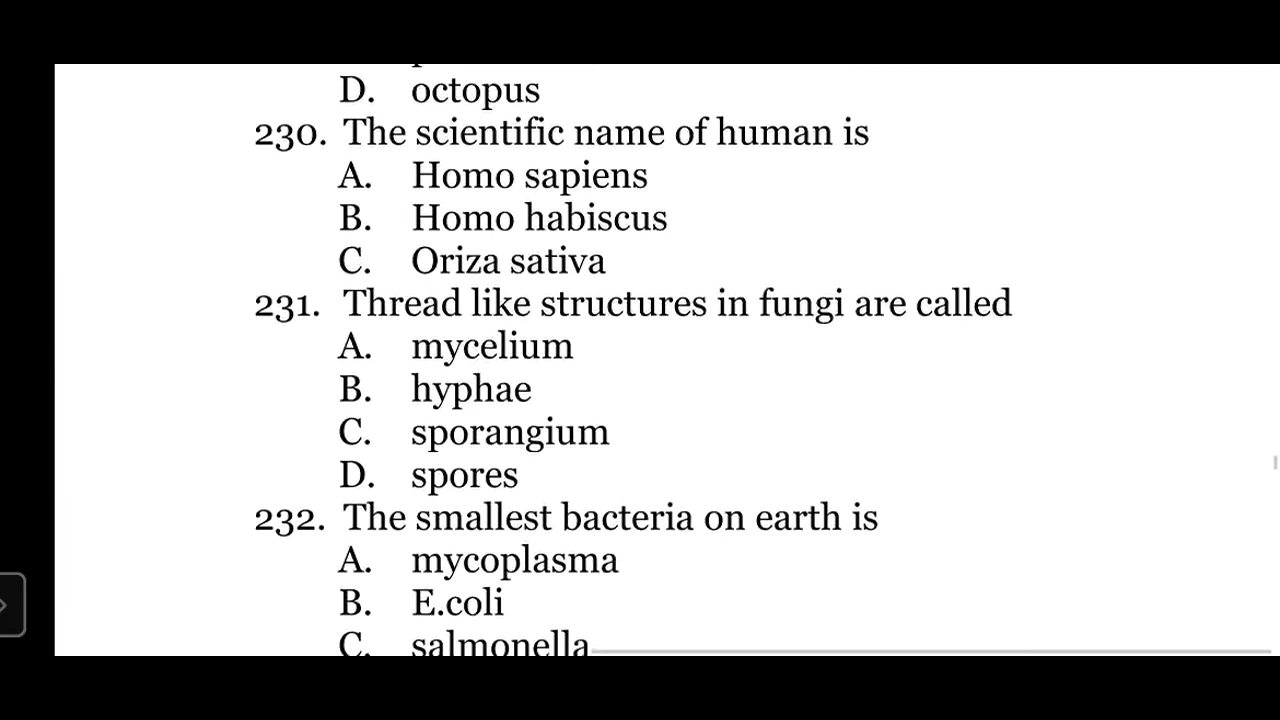 D. octopus
230. The scientific name of human is
A. Homo sapiens
B. Homo habiscus
C. Oriza sativa
231. Thread like structures in fungi are called
A. mycelium
B. hyphae
C. sporangium
D. spores
232. The smallest bacteria on earth is
A. mycoplasma
B. E.coli
C. salmonella